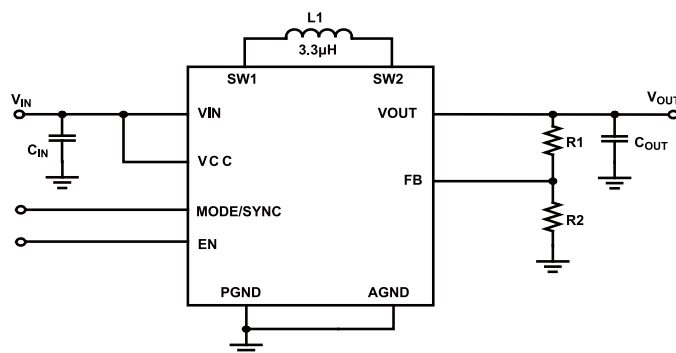 L1
3.3µH
SW1
SW2
VIN
VIN
VOUT
VOUT
CIN
R1
COUT
VCC
FB
MODE/SYNC
R2
EN
PGND
AGND